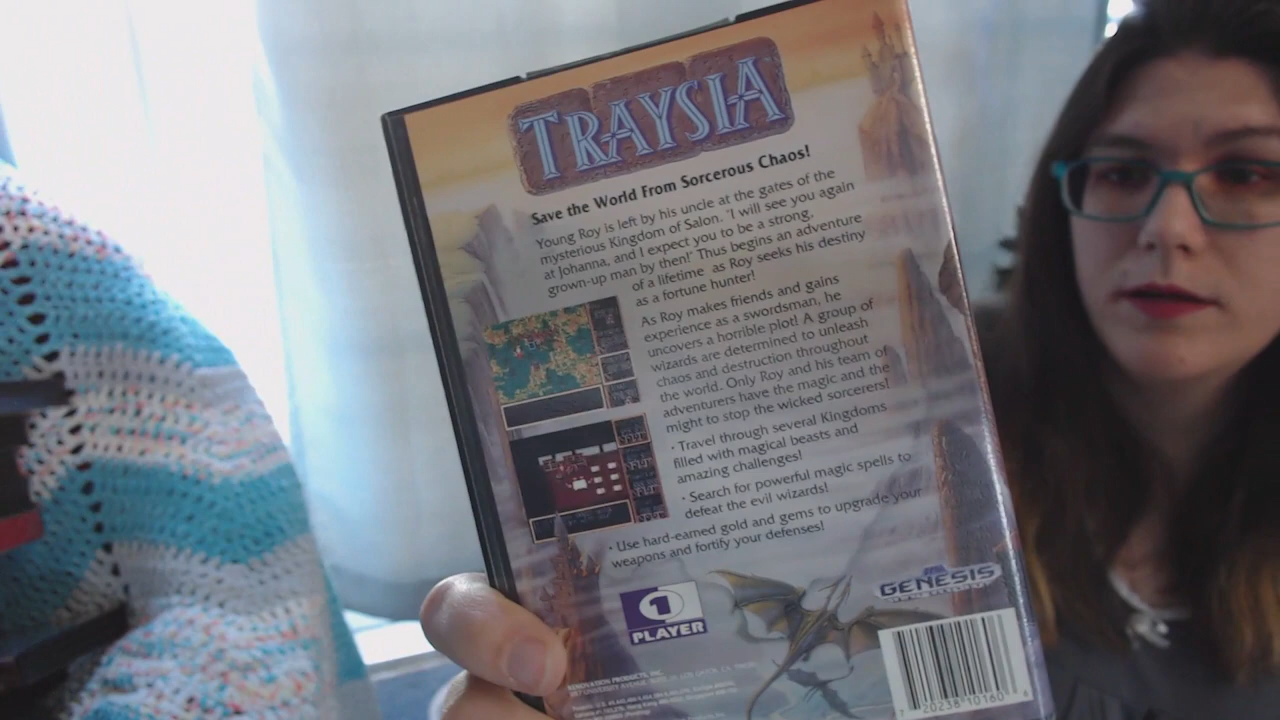 TRAYSIA
Save the World From Sorcerous Chaos!
Young Roy is left by his uncle at the gates of the
mysterious Kingdom of Salon. "I will see you again
at Johanna, and I expect you to be a strong,
grown-up man by then!" Thus begins an adventure
of a lifetime as Roy seeks his destiny
as a fortune hunter!
As Roy makes friends and gains
experience as a swordsman, he
uncovers a horrible plot! A group of
wizards are determined to unleash
chaos and destruction throughout
the world. Only Roy and his team of
adventurers have the magic and the
might to stop the wicked sorcerers!
· Travel through several Kingdoms
filled with magical beasts and
amazing challenges!
· Search for powerful magic spells to
defeat the evil wizards!
· Use hard-earned gold and gems to upgrade your
weapons and fortify your defenses!
1
PLAYER
GENESIS
RENOVATION PRODUCTS, INC.
7 20238 10160 6